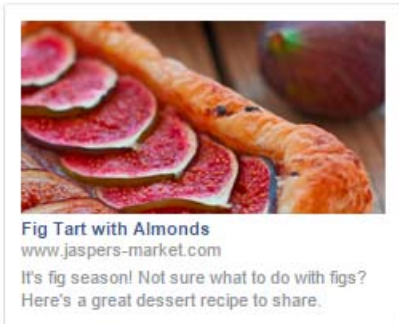 Fig Tart with Almonds
www.jaspers-market.com
It's fig season! Not sure what to do with figs?
Here's a great dessert recipe to share.